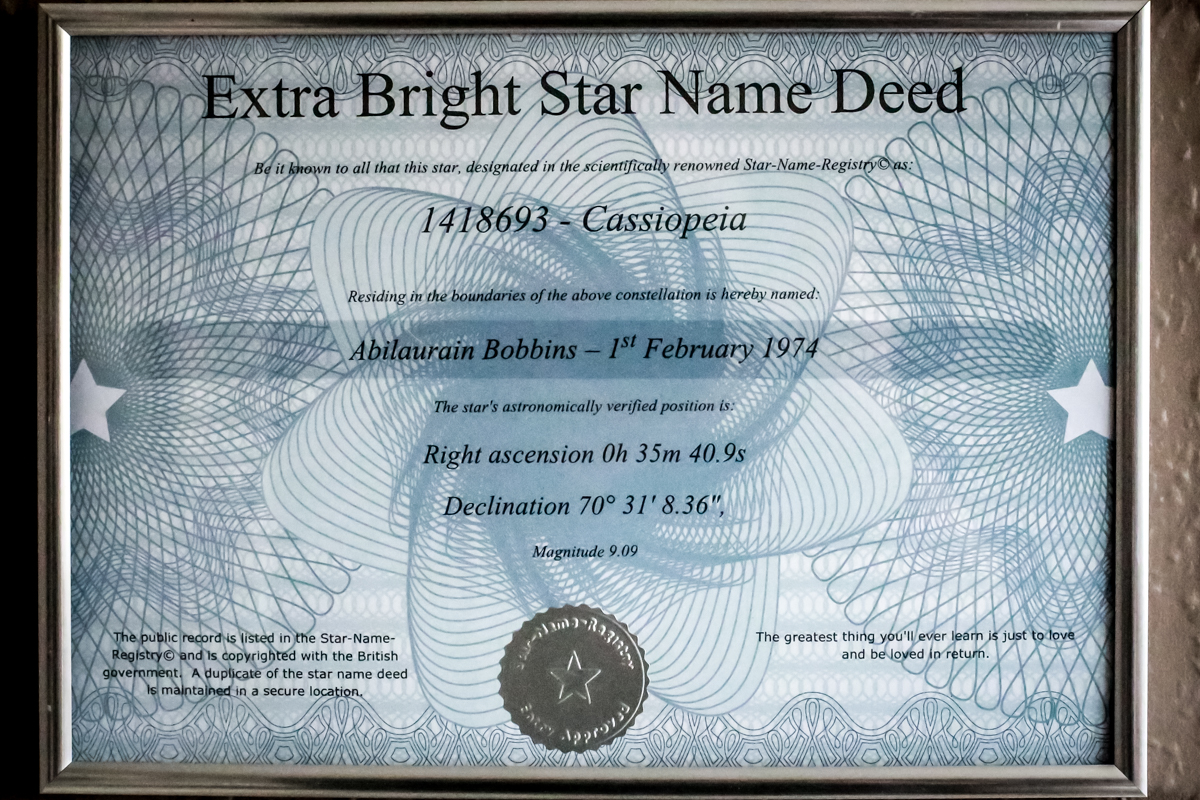 Extra Bright Star Name Deed
Be it known to all that this star, designated in the scientifically renowned Star-Name-Registry© as:
1418693 - Cassiopeia
Residing in the boundaries of the above constellation is hereby named:
Abilaurain Bobbins – 1st February 1974
The star's astronomically verified position is:
Right ascension 0h 35m 40.9s
Declination 70° 31' 8.36",
Magnitude 9.09
The public record is listed in the Star-Name-
Registry© and is copyrighted with the British
government. A duplicate of the star name deed
is maintained in a secure location.
Star-Name-Registry
Approved
The greatest thing you'll ever learn is just to love
and be loved in return.